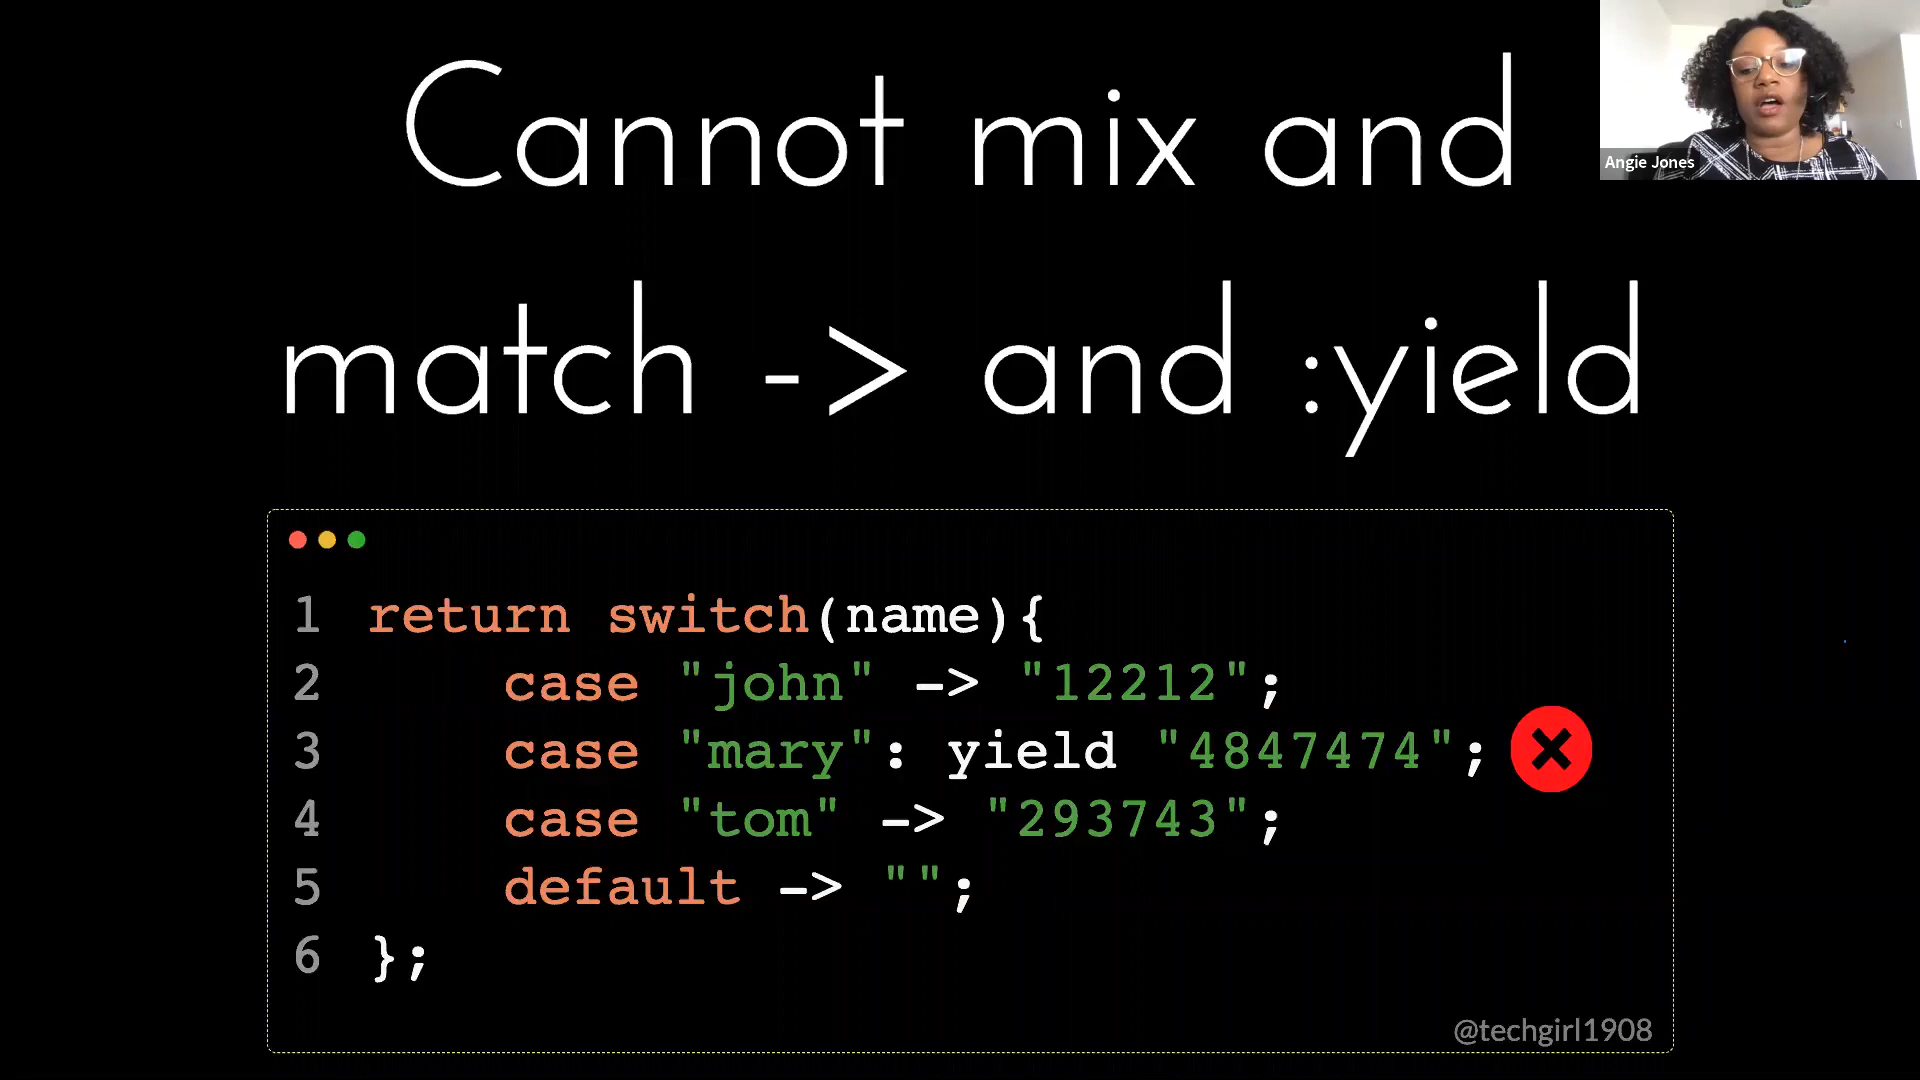 Cannot mix and
match -> and :yield
Angie Jones
1 return switch(name){
2 case "john" -> "12212";
3 case "mary": yield "4847474";
4 case "tom" -> "293743";
5 default -> "";
6 };
@techgirl1908